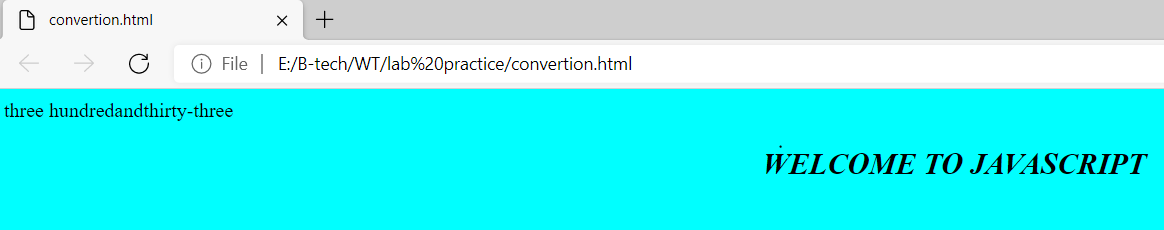 convertion.html
File E:/B-tech/WT/lab%20practice/convertion.html
three hundredandthirty-three
WELCOME TO JAVASCRIPT